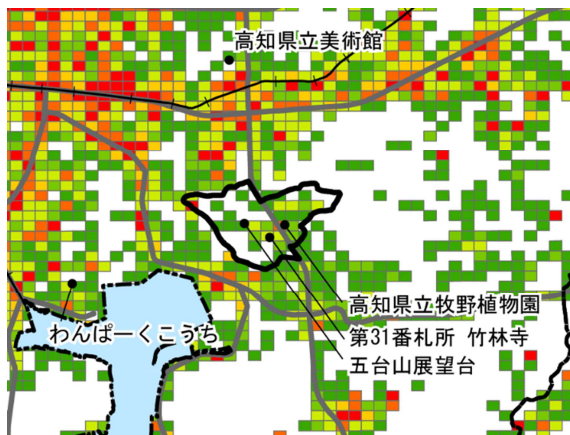 高知県立美術館
高知県立牧野植物園
わんぱーくこうち
第31番札所 竹林寺
五台山展望台